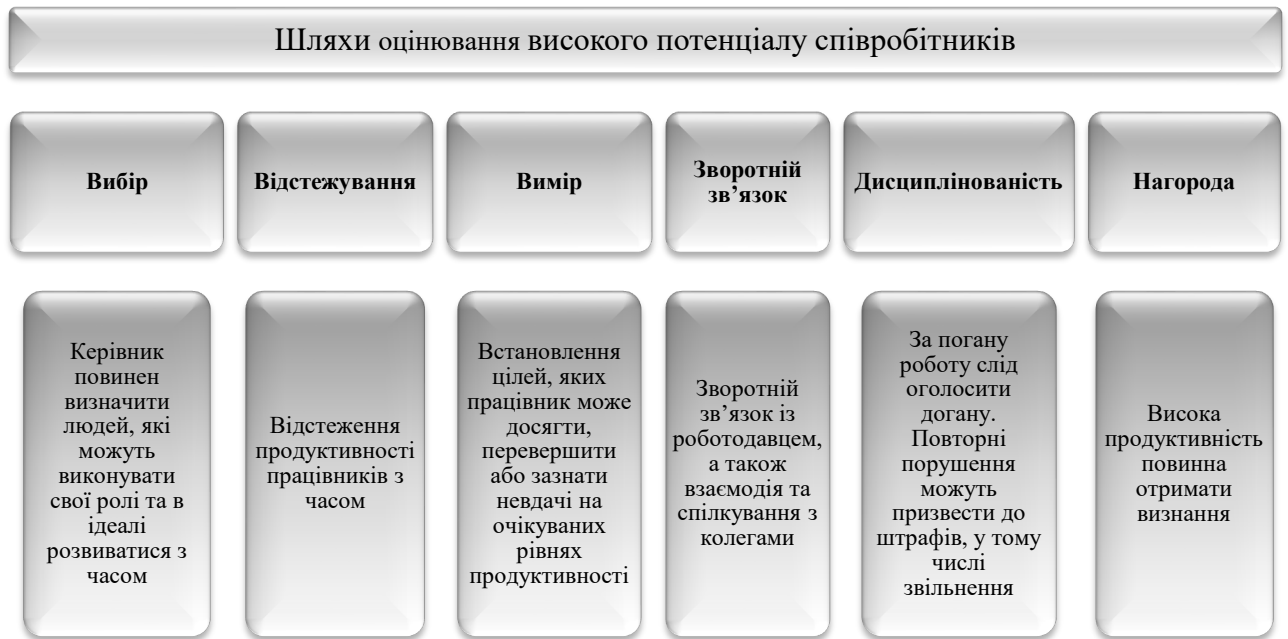 Шляхи оцінювання високого потенціалу співробітників
Вибір
Відстежування
Вимір
Зворотній
зв’язок
Дисциплінованість
Нагорода
Керівник
повинен
визначити
людей, які
можуть
виконувати
свої ролі та в
ідеалі
розвиватися з
часом
Відстеження
продуктивності
працівників з
часом
Встановлення
цілей, яких
працівник може
досягти,
перевершити
або зазнати
невдачі на
очікуваних
рівнях
продуктивності
Зворотній
зв’язок із
роботодавцем,
а також
взаємодія та
спілкування з
колегами
За погану
роботу слід
оголосити
догану.
Повторні
порушення
можуть
призвести до
штрафів, у тому
числі
звільнення
Висока
продуктивність
повинна
отримати
визнання